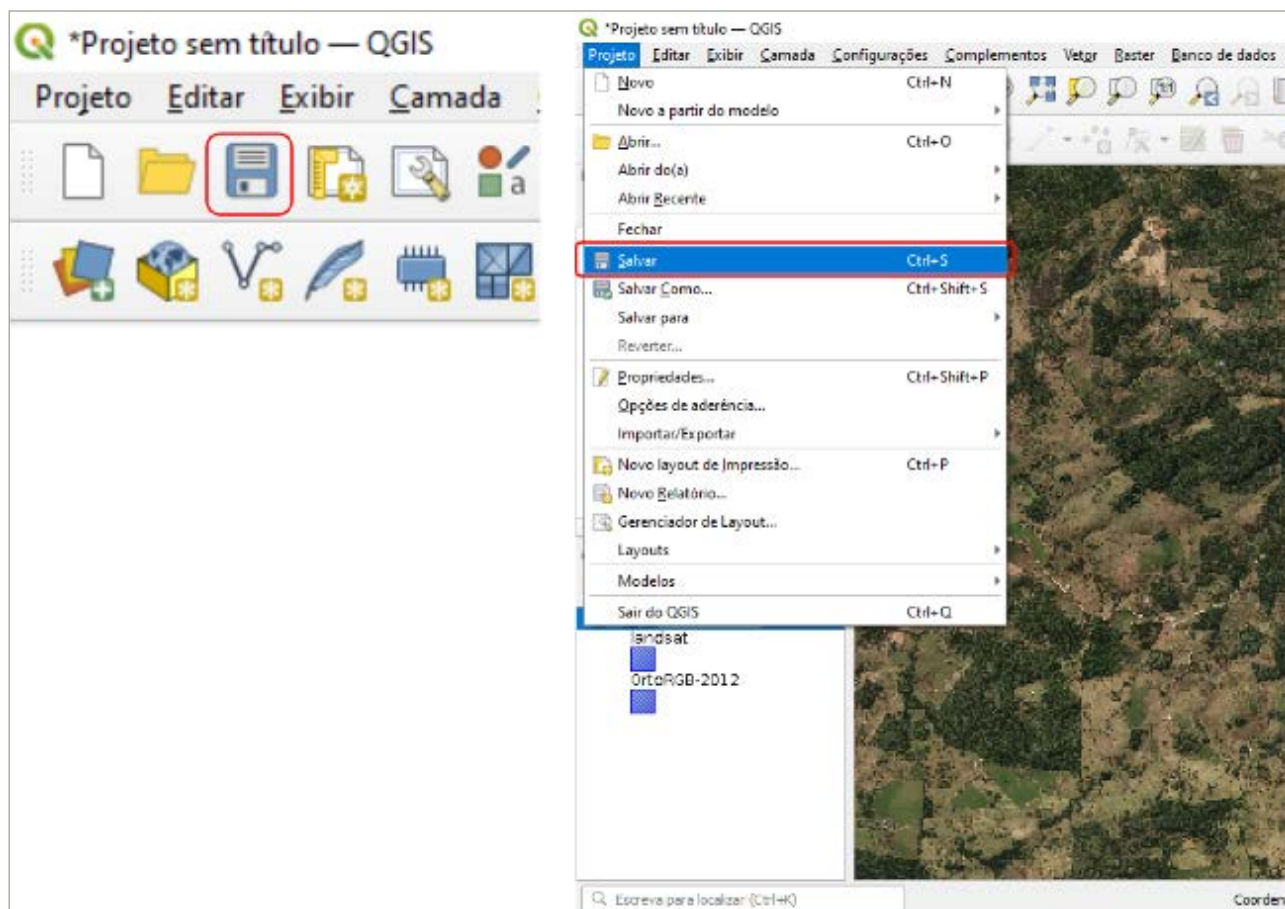 *Projeto sem título — QGIS
Projeto Editar Exibir Camada
a
*Projeto sem título — QGIS
Projeto Editar Exibir Camada Configurações Complementos Vetor Raster Banco de dados
Novo Ctrl+N
Novo a partir do modelo
Abrir... Ctrl+O
Abrir do(a)
Abrir Recente
Fechar
Salvar Ctrl+S
Salvar Como... Ctrl+Shift+S
Salvar para
Reverter...
Propriedades... Ctrl+Shift+P
Opções de aderência...
Importar/Exportar
Novo layout de Impressão... Ctrl+P
Novo Relatório...
Gerenciador de Layout...
Layouts
Modelos
Sair do QGIS Ctrl+Q
landsat
OrtoRGB-2012
Escreva para localizar (Ctrl+K)
Coorden